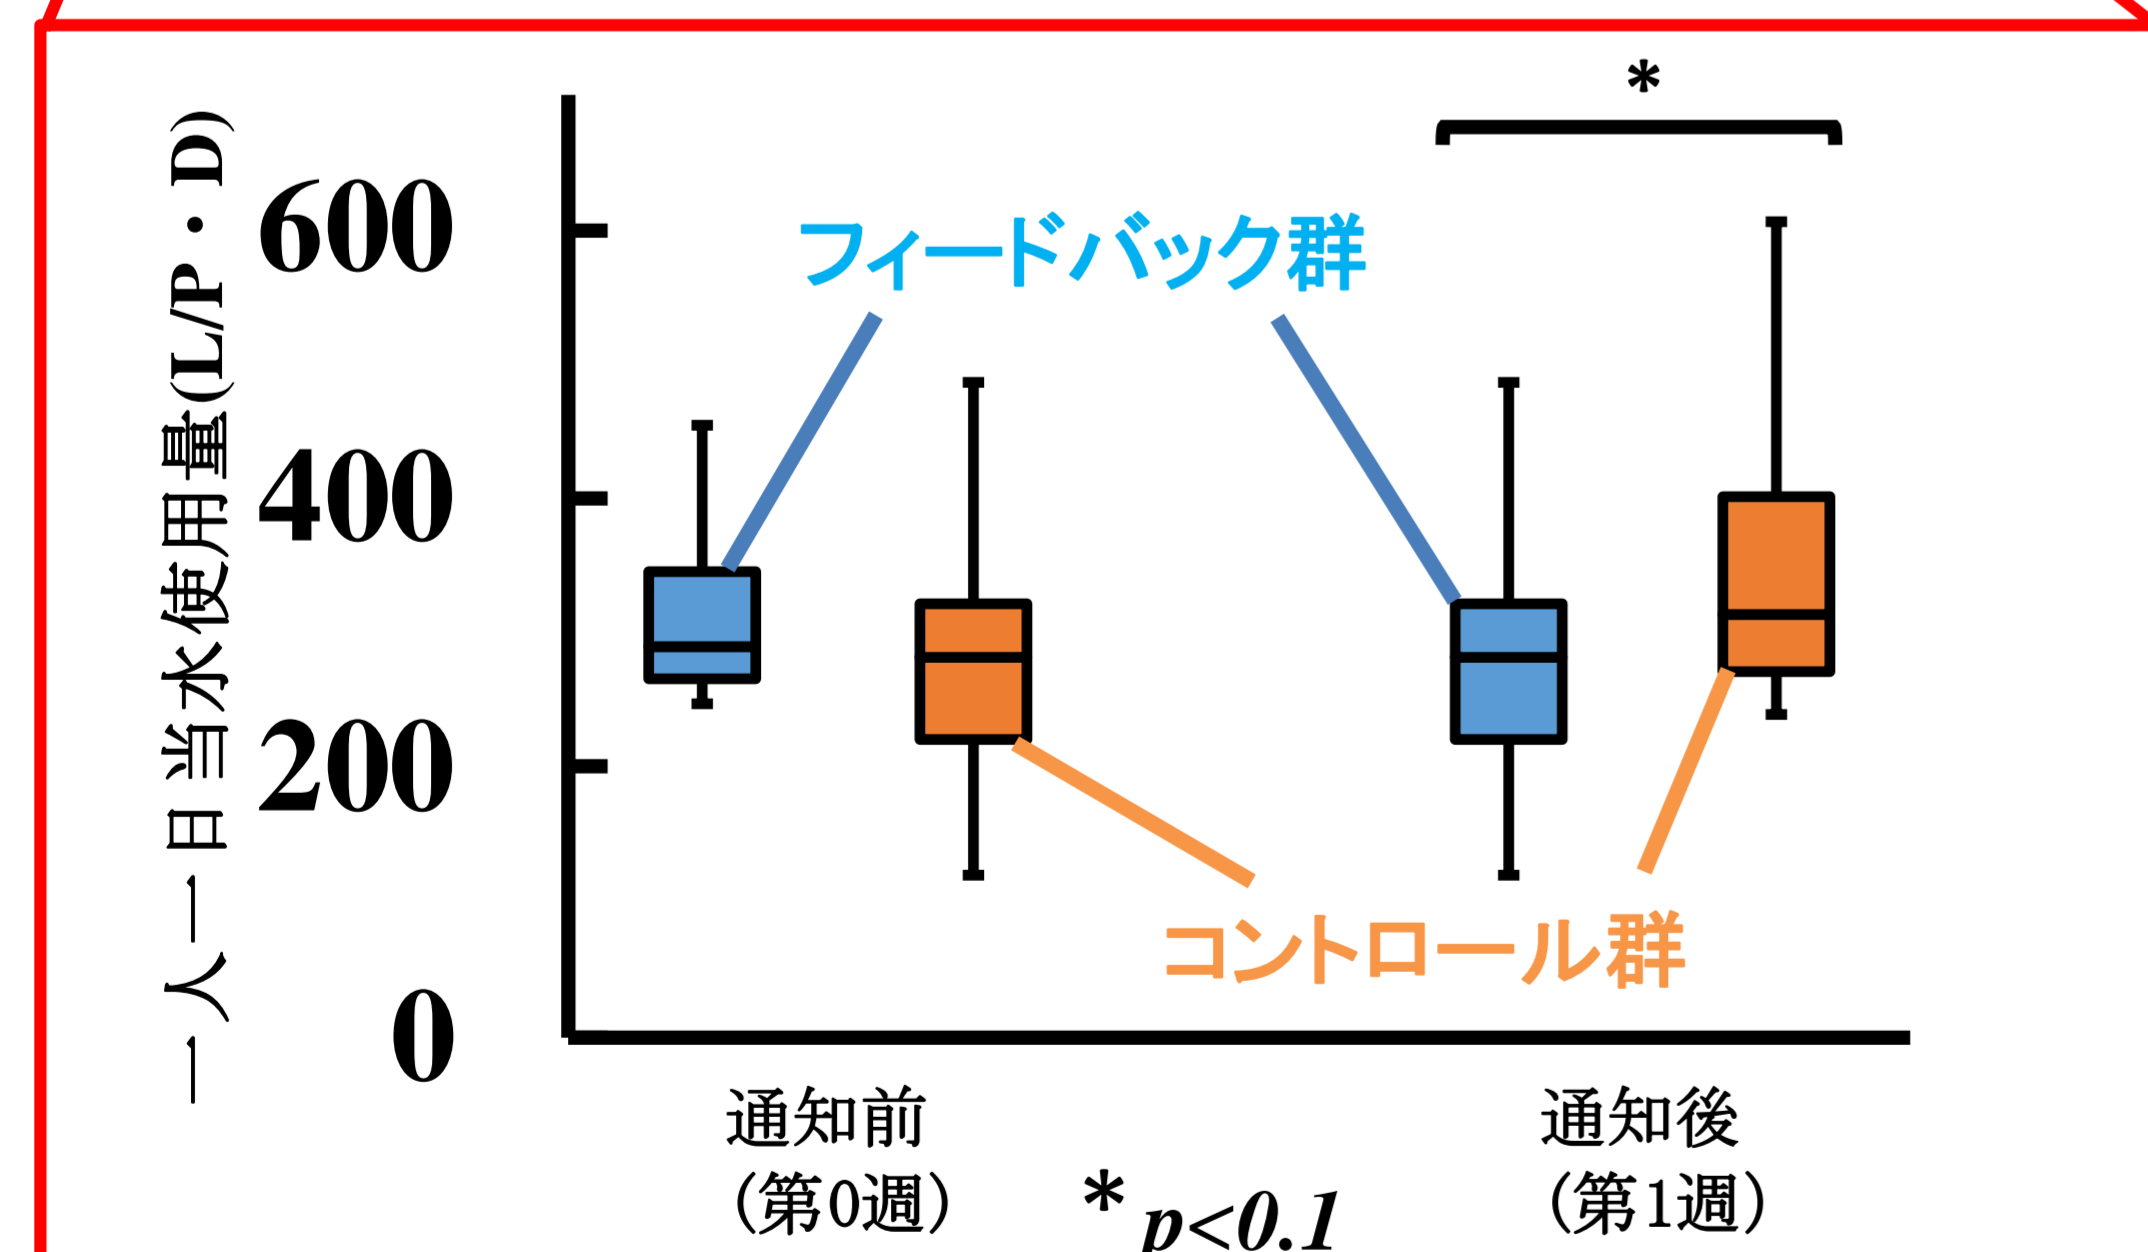 *
一人一日当水使用量(L/P・D)
600
400
200
0
フィードバック群
コントロール群
通知前
(第0週)
通知後
(第1週)
* p<0.1